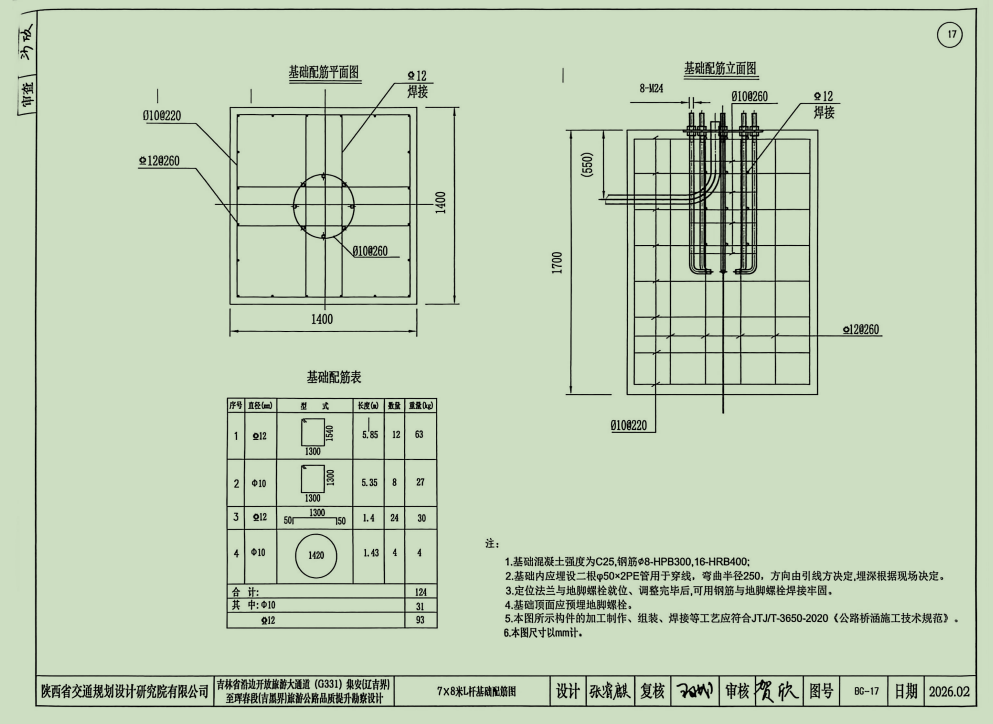 17
审查
基础配筋平面图
12
焊接
Ø10@220
12@260
Ø10@260
1400
1400
基础配筋立面图
8-M24
Ø10@260
12
焊接
(550)
1700
12@260
Ø10@220
基础配筋表
序号 直径(mm) 型 式 长度(m) 数量 重量(kg)
1 12 1300 1540 5.85 12 63
2 Φ10 1300 1300 5.35 8 27
3 12 50 1300 50 1.4 24 30
4 Φ10 1420 1.43 4 4
合 计: 124
其 中:Φ10 31
12 93
注:
1.基础混凝土强度为C25,钢筋φ8-HPB300,16-HRB400;
2.基础内应埋设二根φ50×2PE管用于穿线，弯曲半径250，方向由引线方决定,埋深根据现场决定。
3.定位法兰与地脚螺栓就位、调整完毕后,可用钢筋与地脚螺栓焊接牢固。
4.基础顶面应预埋地脚螺栓。
5.本图所示构件的加工制作、组装、焊接等工艺应符合JTJ/T-3650-2020《公路桥涵施工技术规范》。
6.本图尺寸以mm计。
陕西省交通规划设计研究院有限公司
吉林省沿边开放旅游大通道（G331）集安(辽吉界)
至珲春段(吉黑界)旅游公路品质提升勘察设计
7×8米L杆基础配筋图
设计
复核
审核 贺欣
图号 BG-17 日期 2026.02